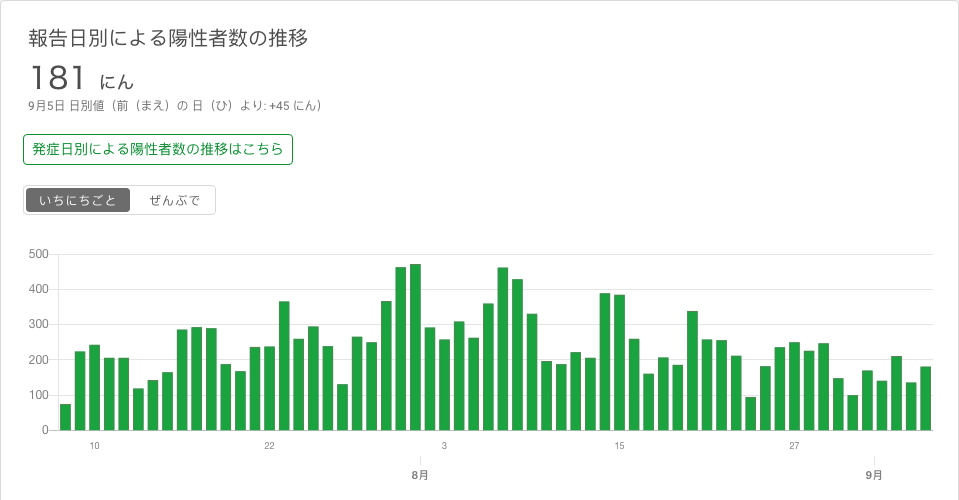 報告日別による陽性者数の推移
181 にん
9月5日 日別値（前（まえ）の 日（ひ）より: +45 にん）
発症日別による陽性者数の推移はこちら
いちにちごと ぜんぶで
500
400
300
200
100
0
10 22 3 15 27
8月 9月